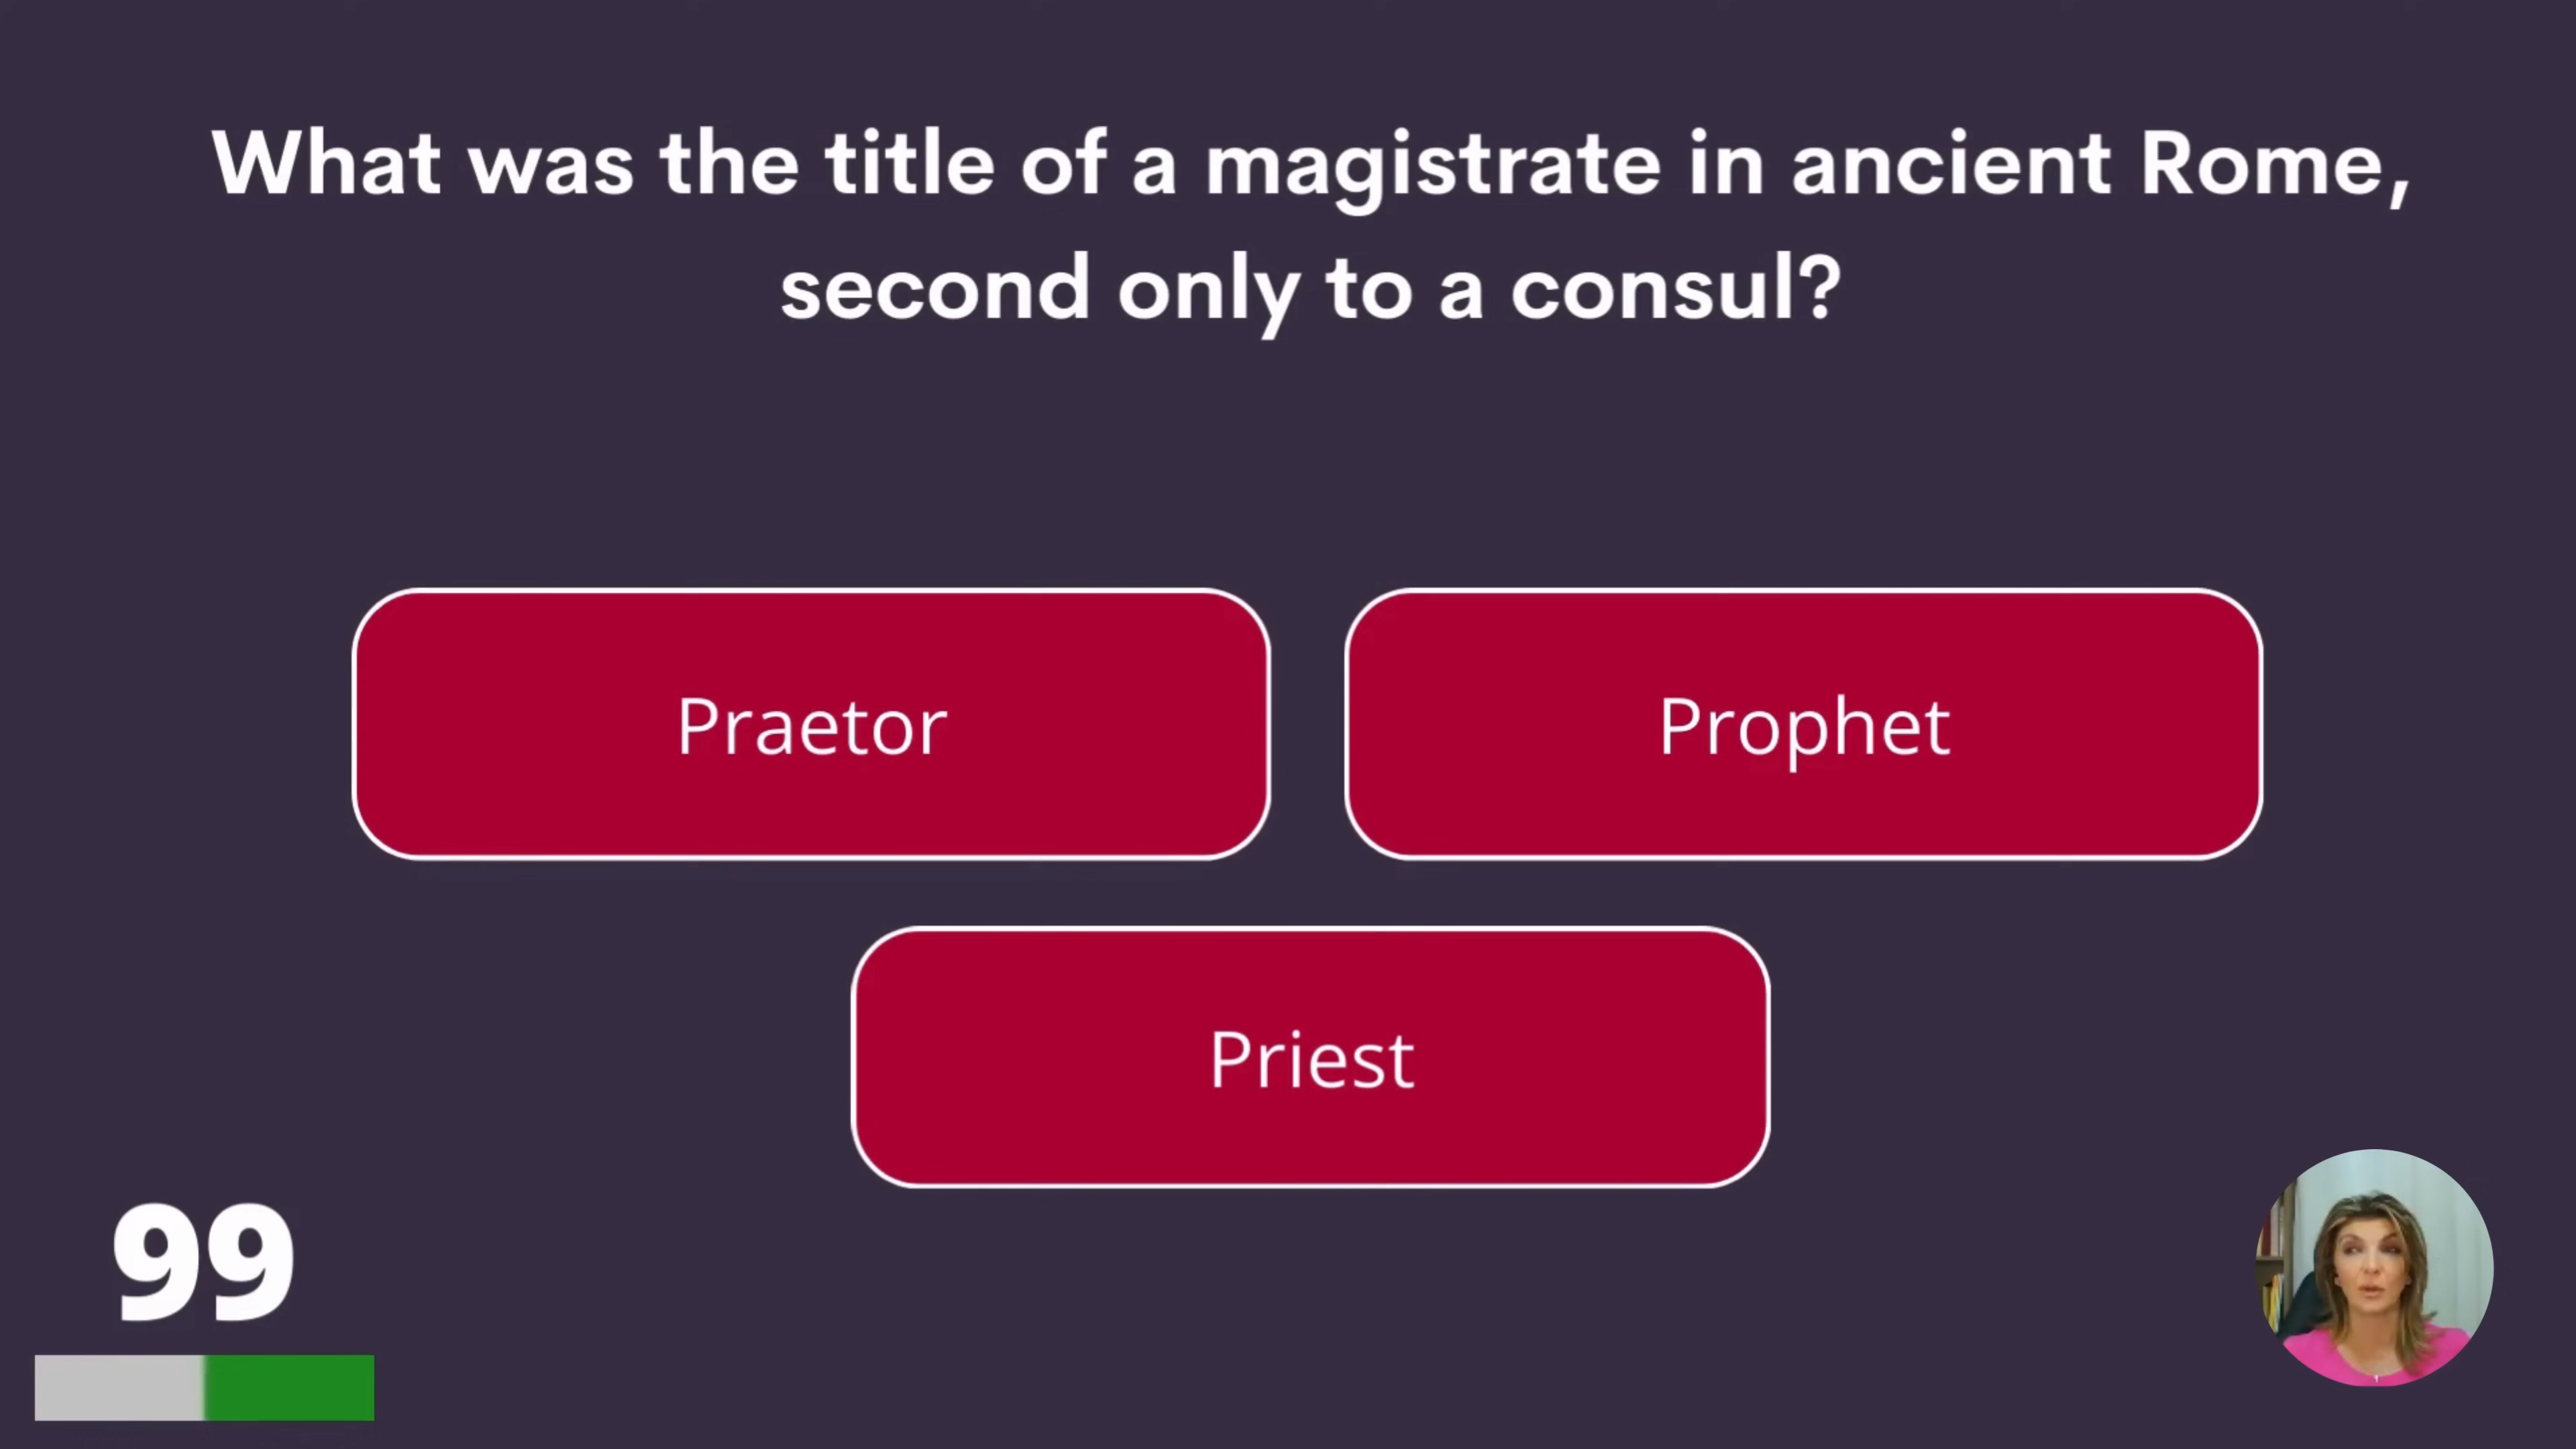 What was the title of a magistrate in ancient Rome,
second only to a consul?
Praetor
Prophet
Priest
99